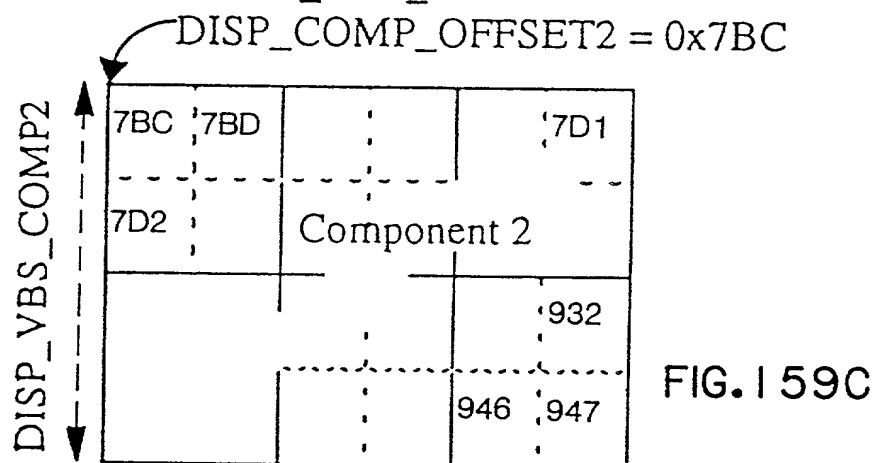 DISP_COMP_OFFSET2 = 0x7BC
DISP_VBS_COMP2
7BC 7BD 7D1
7D2
Component 2
932
946 947
FIG.159C